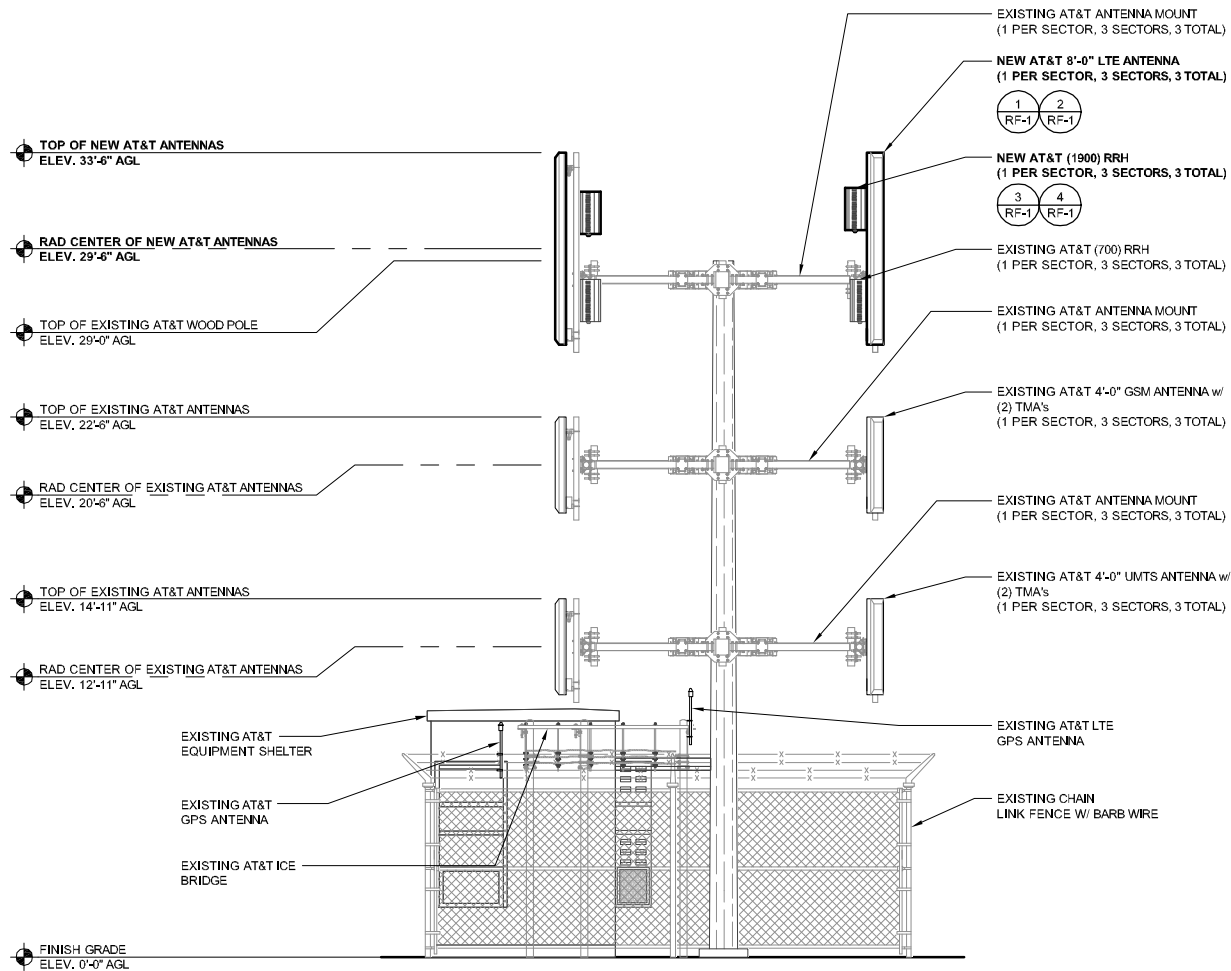 EXISTING AT&T ANTENNA MOUNT
(1 PER SECTOR, 3 SECTORS, 3 TOTAL)
NEW AT&T 8'-0" LTE ANTENNA
(1 PER SECTOR, 3 SECTORS, 3 TOTAL)
1
RF-1
2
RF-1
TOP OF NEW AT&T ANTENNAS
ELEV. 33'-6" AGL
NEW AT&T (1900) RRH
(1 PER SECTOR, 3 SECTORS, 3 TOTAL)
3
RF-1
4
RF-1
RAD CENTER OF NEW AT&T ANTENNAS
ELEV. 29'-6" AGL
EXISTING AT&T (700) RRH
(1 PER SECTOR, 3 SECTORS, 3 TOTAL)
TOP OF EXISTING AT&T WOOD POLE
ELEV. 29'-0" AGL
EXISTING AT&T ANTENNA MOUNT
(1 PER SECTOR, 3 SECTORS, 3 TOTAL)
TOP OF EXISTING AT&T ANTENNAS
ELEV. 22'-6" AGL
EXISTING AT&T 4'-0" GSM ANTENNA w/
(2) TMA's
(1 PER SECTOR, 3 SECTORS, 3 TOTAL)
RAD CENTER OF EXISTING AT&T ANTENNAS
ELEV. 20'-6" AGL
EXISTING AT&T ANTENNA MOUNT
(1 PER SECTOR, 3 SECTORS, 3 TOTAL)
TOP OF EXISTING AT&T ANTENNAS
ELEV. 14'-11" AGL
EXISTING AT&T 4'-0" UMTS ANTENNA w/
(2) TMA's
(1 PER SECTOR, 3 SECTORS, 3 TOTAL)
RAD CENTER OF EXISTING AT&T ANTENNAS
ELEV. 12'-11" AGL
EXISTING AT&T
EQUIPMENT SHELTER
EXISTING AT&T LTE
GPS ANTENNA
EXISTING AT&T
GPS ANTENNA
EXISTING CHAIN
LINK FENCE W/ BARB WIRE
EXISTING AT&T ICE
BRIDGE
FINISH GRADE
ELEV. 0'-0" AGL